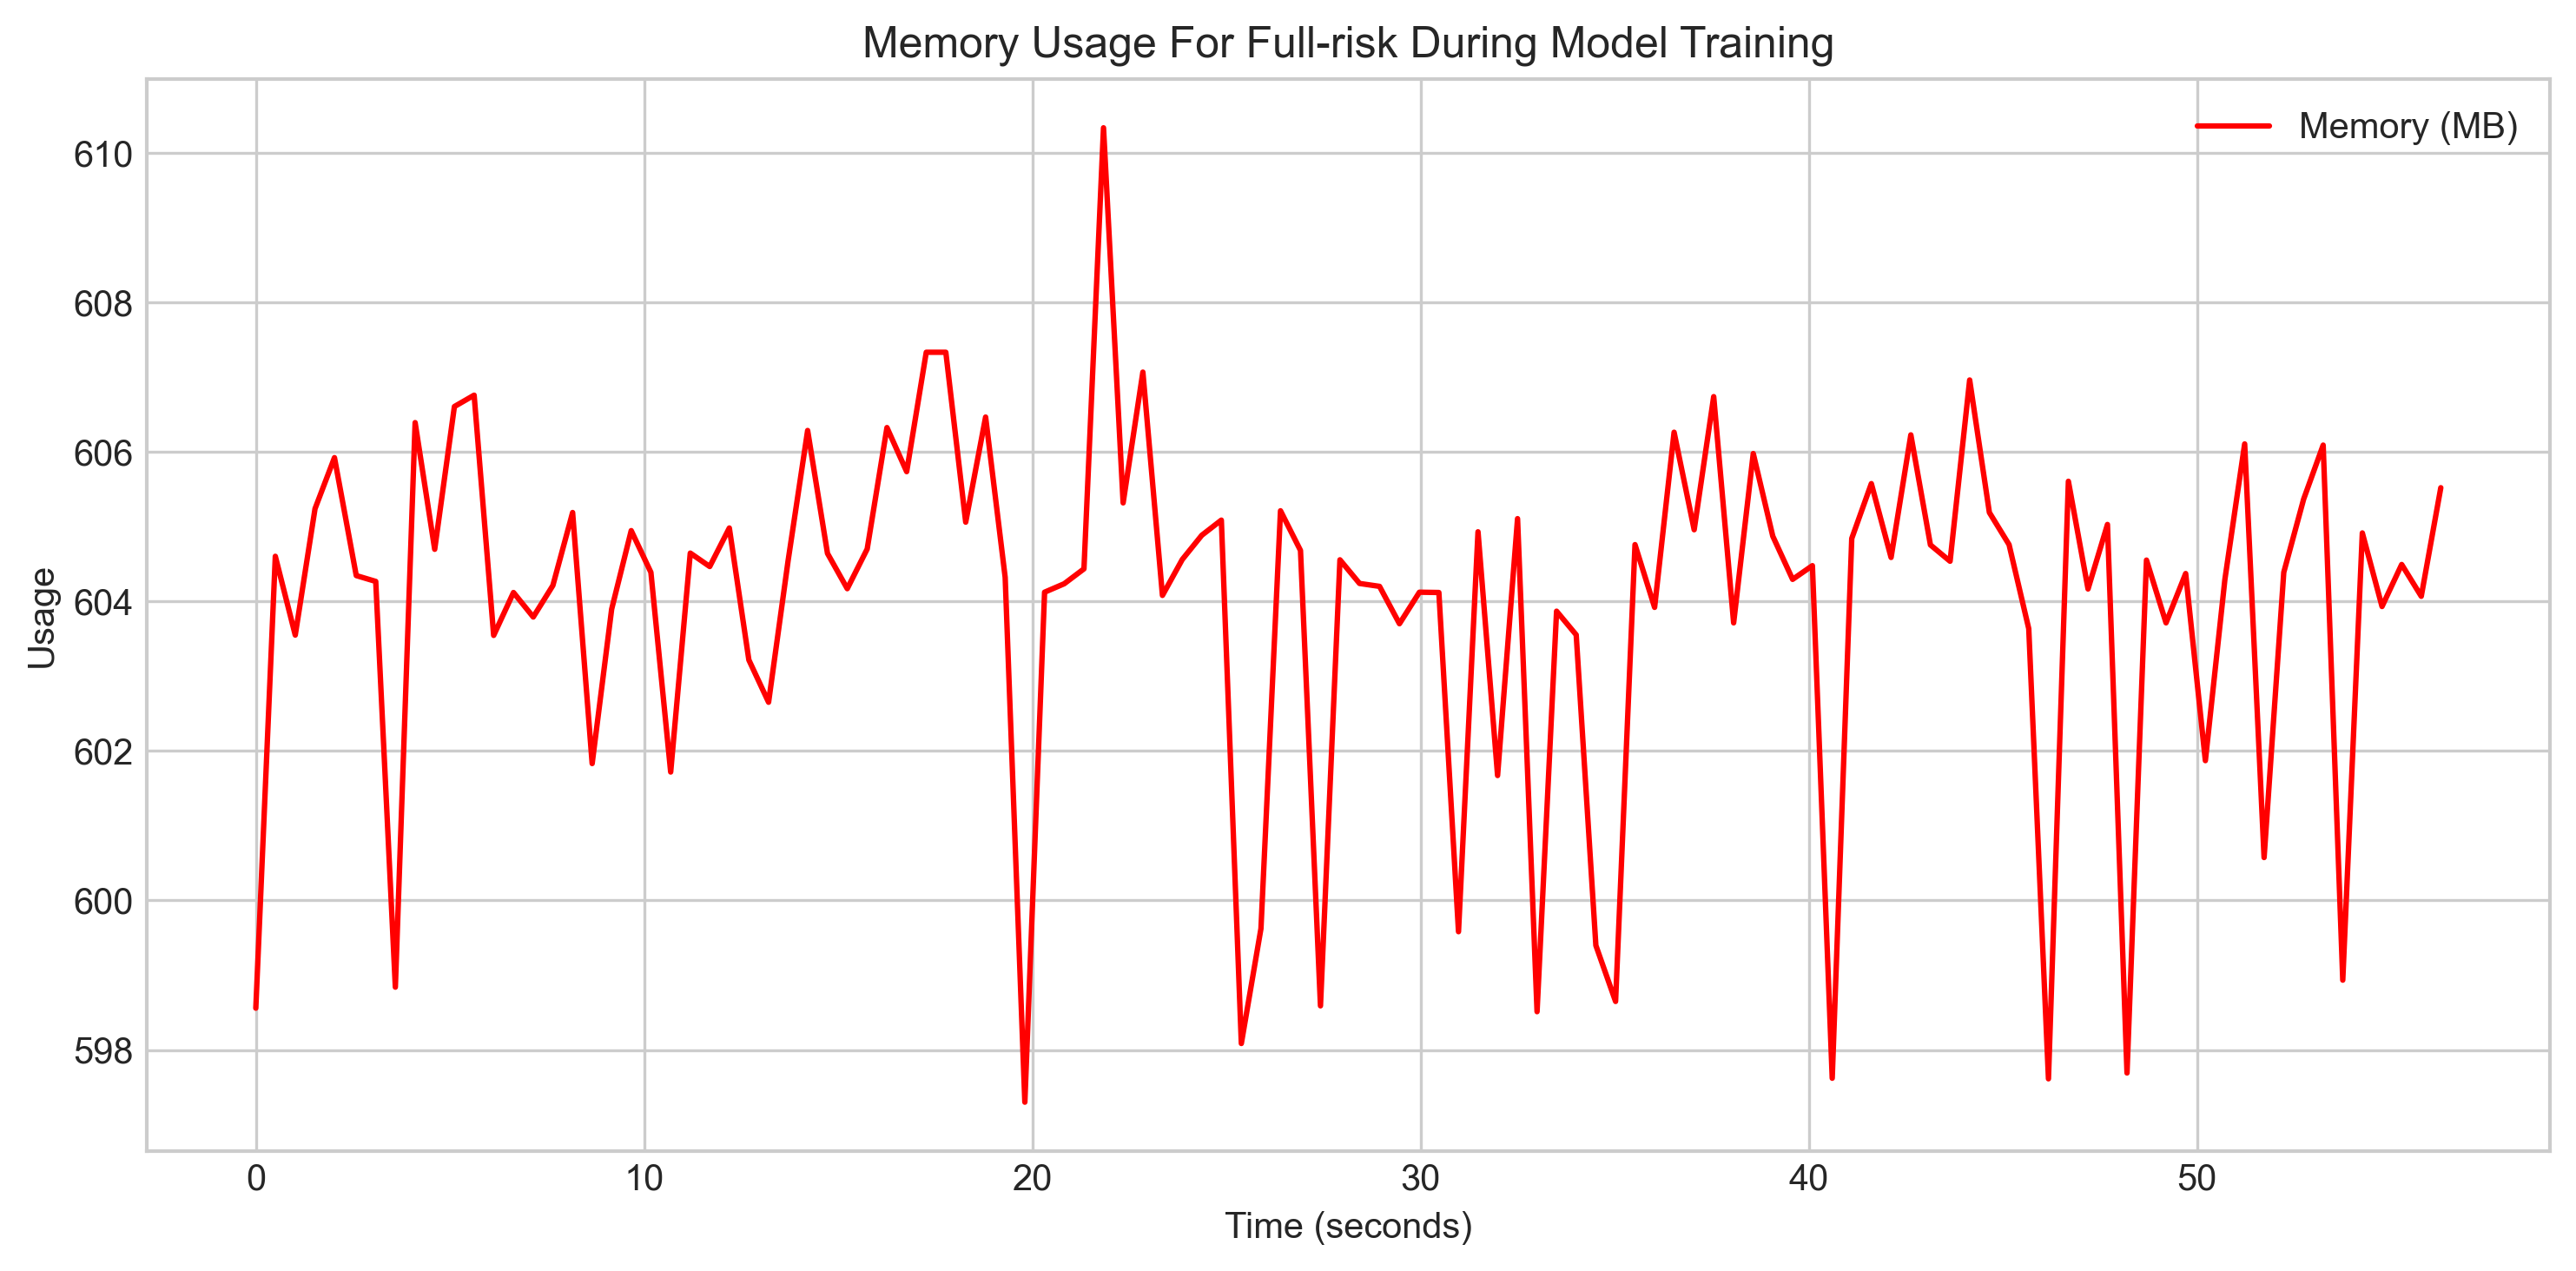 Memory Usage For Full-risk During Model Training
Memory (MB)
610
608
606
604
602
600
598
Usage
0 10 20 30 40 50
Time (seconds)